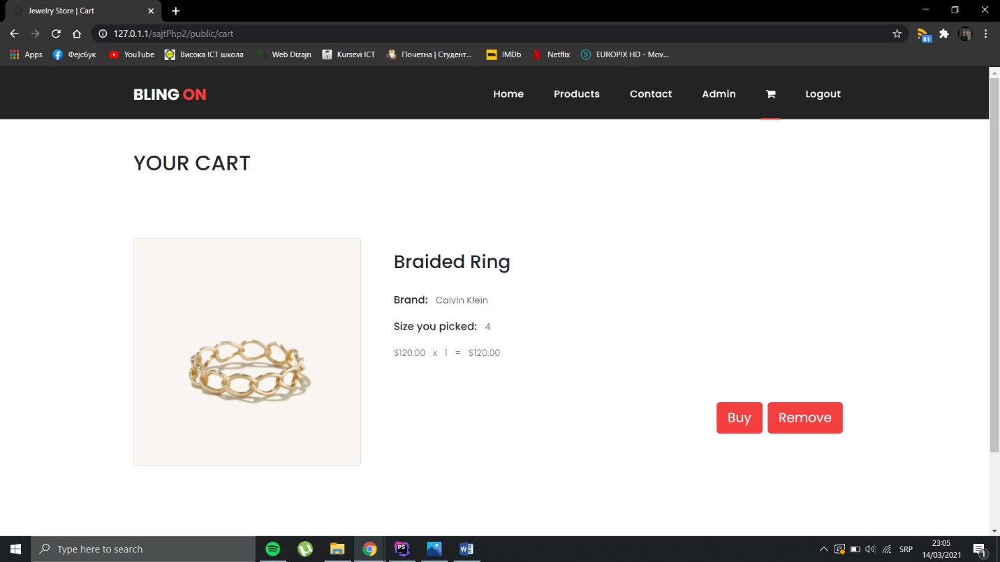 Jewelry Store | Cart
127.0.1.1/sajtPhp2/public/cart
81
Apps Фејсбук YouTube Висока ICT школа Web Dizajn Kursevi ICT Почетна | Студент... IMDb Netflix EUROPIX HD - Mov...
BLING ON Home Products Contact Admin Logout
YOUR CART
Braided Ring
Brand: Calvin Klein
Size you picked: 4
$120.00 x 1 = $120.00
Buy Remove
Type here to search
SRP
23:05
14/03/2021
1